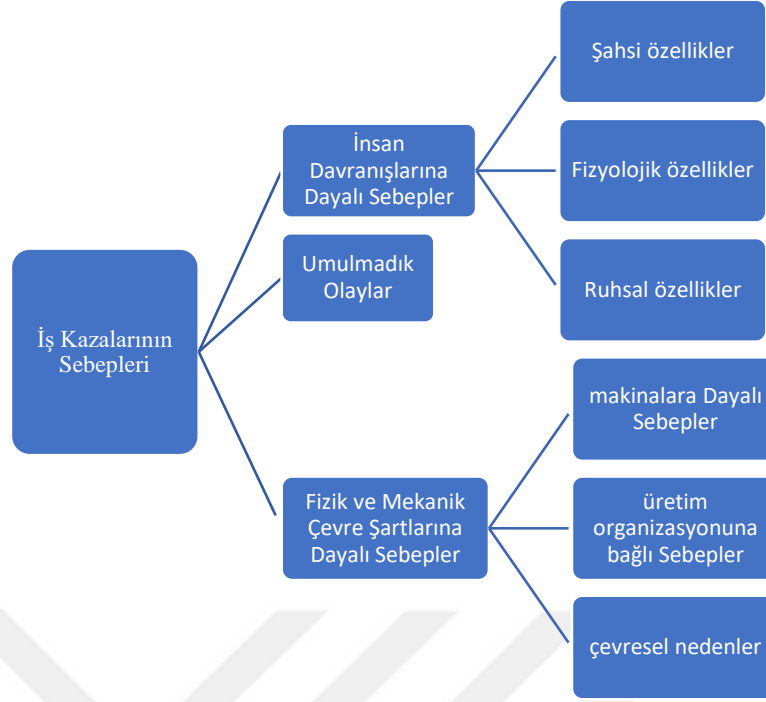 İş Kazalarının
Sebepleri
İnsan
Davranışlarına
Dayalı Sebepler
Şahsi özellikler
Fizyolojik özellikler
Ruhsal özellikler
Umulmadık
Olaylar
Fizik ve Mekanik
Çevre Şartlarına
Dayalı Sebepler
makinalara Dayalı
Sebepler
üretim
organizasyonuna
bağlı Sebepler
çevresel nedenler